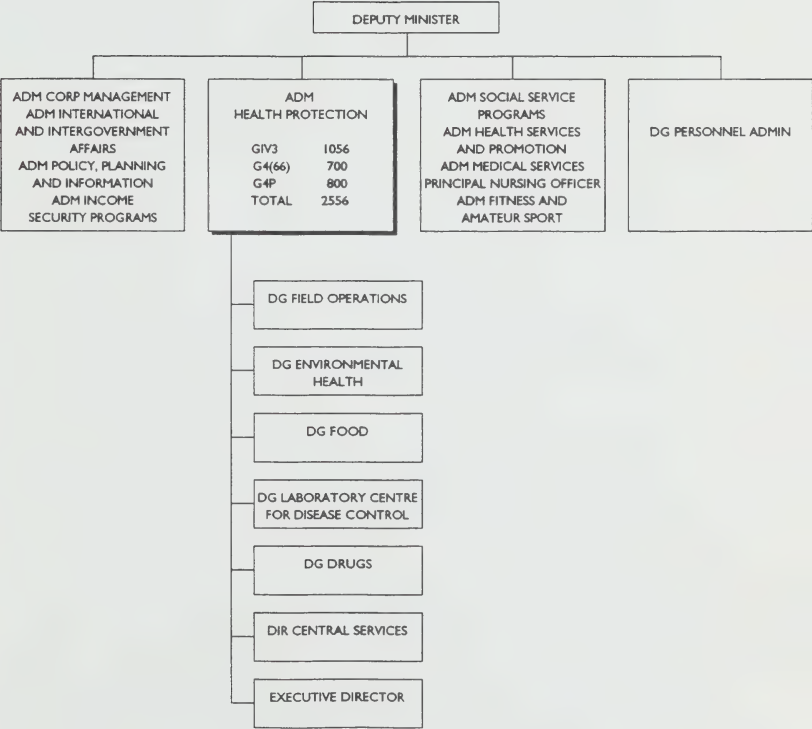 DEPUTY MINISTER
ADM CORP MANAGEMENT
ADM INTERNATIONAL
AND INTERGOVERNMENT
AFFAIRS
ADM POLICY, PLANNING
AND INFORMATION
ADM INCOME
SECURITY PROGRAMS
ADM
HEALTH PROTECTION
GIV3 1056
G4(66) 700
G4P 800
TOTAL 2556
ADM SOCIAL SERVICE
PROGRAMS
ADM HEALTH SERVICES
AND PROMOTION
ADM MEDICAL SERVICES
PRINCIPAL NURSING OFFICER
ADM FITNESS AND
AMATEUR SPORT
DG PERSONNEL ADMIN
DG FIELD OPERATIONS
DG ENVIRONMENTAL
HEALTH
DG FOOD
DG LABORATORY CENTRE
FOR DISEASE CONTROL
DG DRUGS
DIR CENTRAL SERVICES
EXECUTIVE DIRECTOR